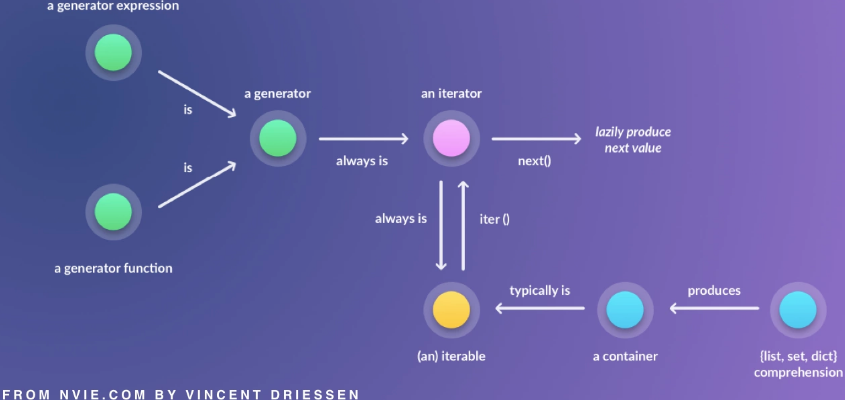 a generator expression
is
a generator
an iterator
always is
next()
lazily produce
next value
is
a generator function
always is
iter ()
typically is
produces
(an) iterable
a container
{list, set, dict}
comprehension
FROM NVIE.COM BY VINCENT DRIESSEN